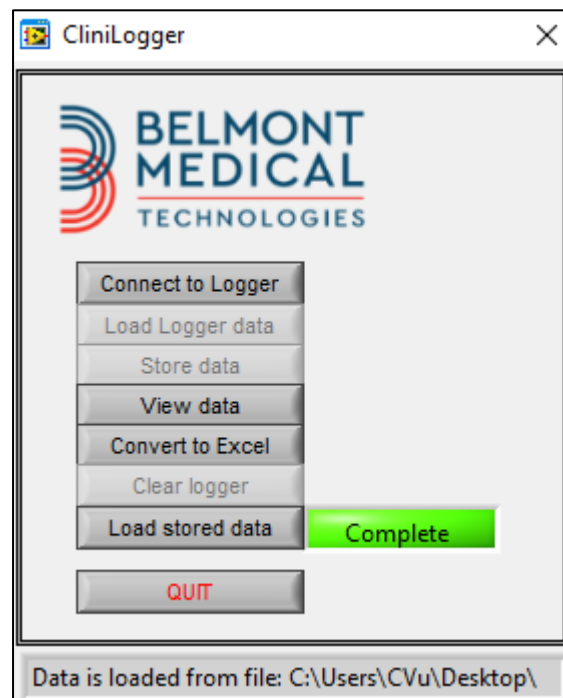 CliniLogger
BELMONT
MEDICAL
TECHNOLOGIES
Connect to Logger
Load Logger data
Store data
View data
Convert to Excel
Clear logger
Load stored data
Complete
QUIT
Data is loaded from file: C:\Users\CVu\Desktop\